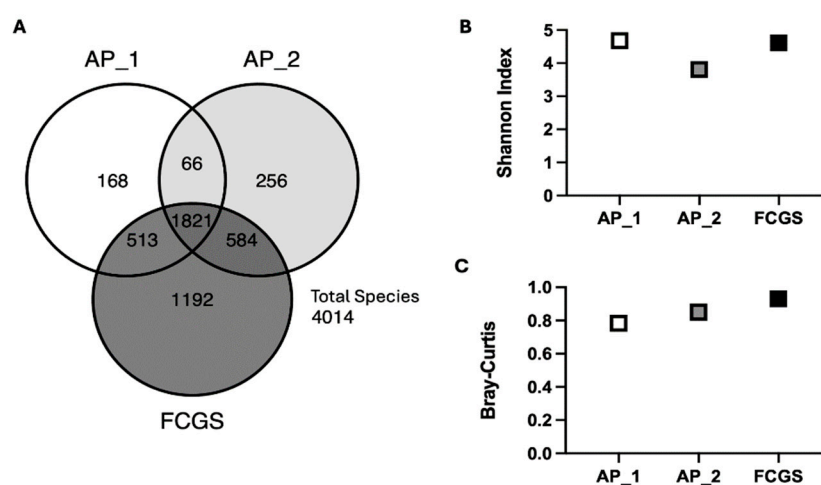 A
AP_1
AP_2
66
168
256
1821
513
584
1192
Total Species
4014
FCGS
B
Shannon Index
5
4
3
2
1
0
AP_1 AP_2 FCGS
C
Bray-Curtis
1.0
0.8
0.6
0.4
0.2
0.0
AP_1 AP_2 FCGS